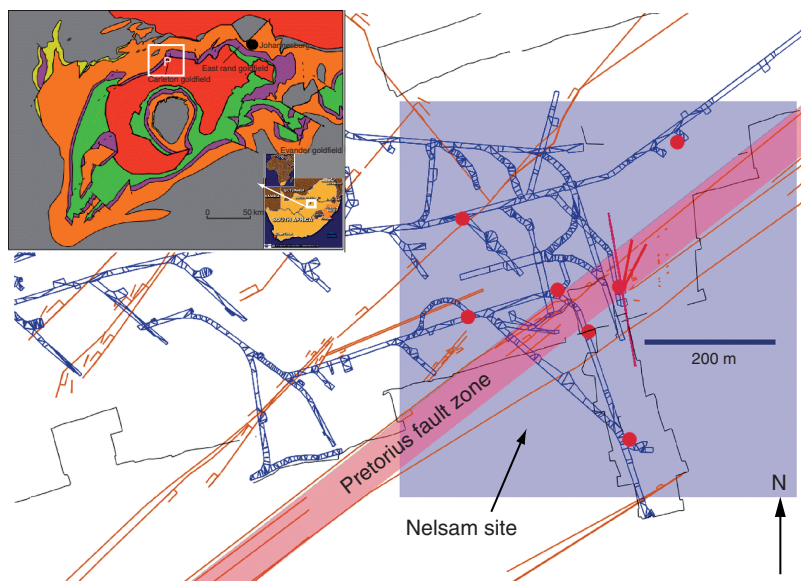 Johannesburg
East rand goldfield
P
Carleton goldfield
Evander goldfield
0 50 km
SOUTH AFRICA
200 m
Pretorius fault zone
Nelsam site
N